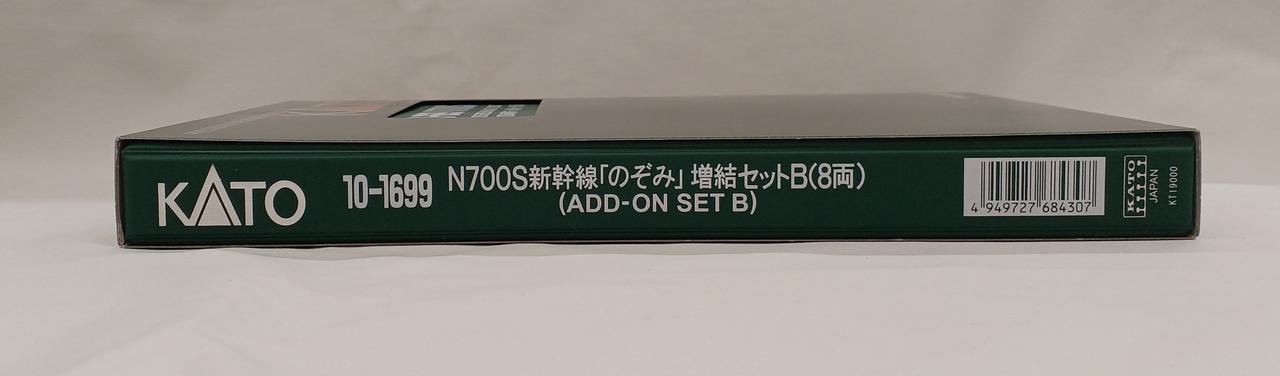 KATO
10-1699
N700S新幹線「のぞみ」増結セットB(8両)
(ADD-ON SET B)
4 949727 684307
KATO
JAPAN
KT19000